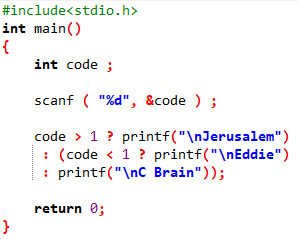 #include<stdio.h>
int main()
{
int code ;
scanf ( "%d", &code ) ;
code > 1 ? printf("\nJerusalem")
: (code < 1 ? printf("\nEddie")
: printf("\nC Brain"));
return 0;
}